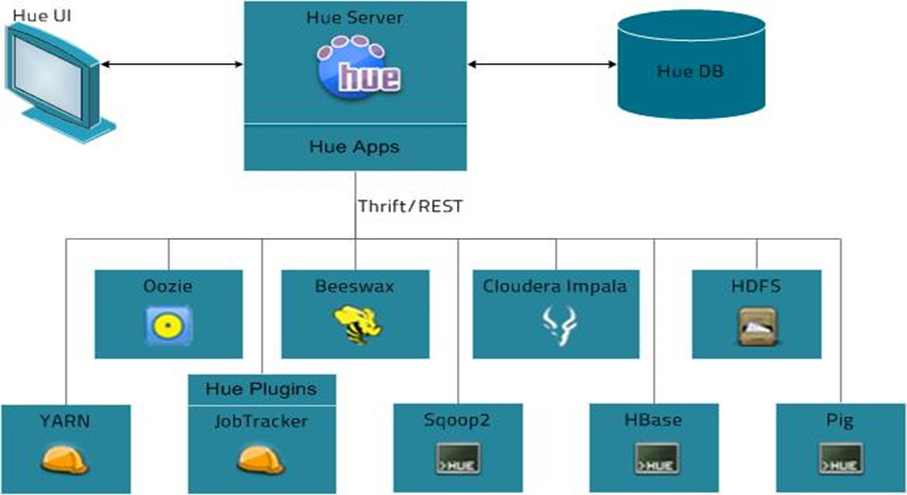 Hue UI
Hue Server
hue
Hue DB
Hue Apps
Thrift/REST
Oozie
Beeswax
Cloudera Impala
HDFS
Hue Plugins
YARN
JobTracker
Sqoop2
HBase
Pig
>HUE
>HUE
>HUE